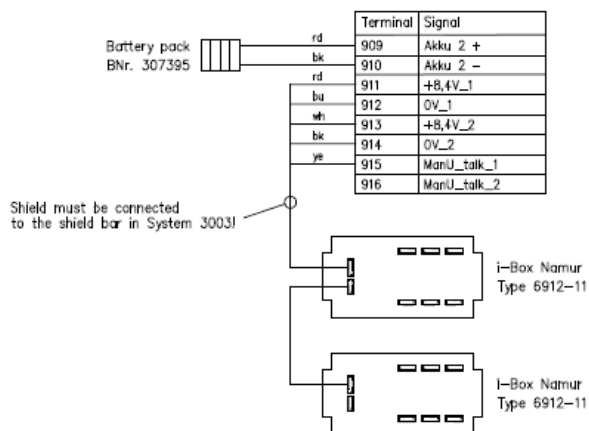 Terminal Signal
Battery pack
BNr. 307395
rd 909 Akku 2 +
bk 910 Akku 2 -
rd 911 +8,4V_1
bu 912 0V_1
wh 913 +8,4V_2
bk 914 0V_2
ye 915 ManU_talk_1
916 ManU_talk_2
Shield must be connected
to the shield bar in System 3003!
i-Box Namur
Type 6912-11
i-Box Namur
Type 6912-11